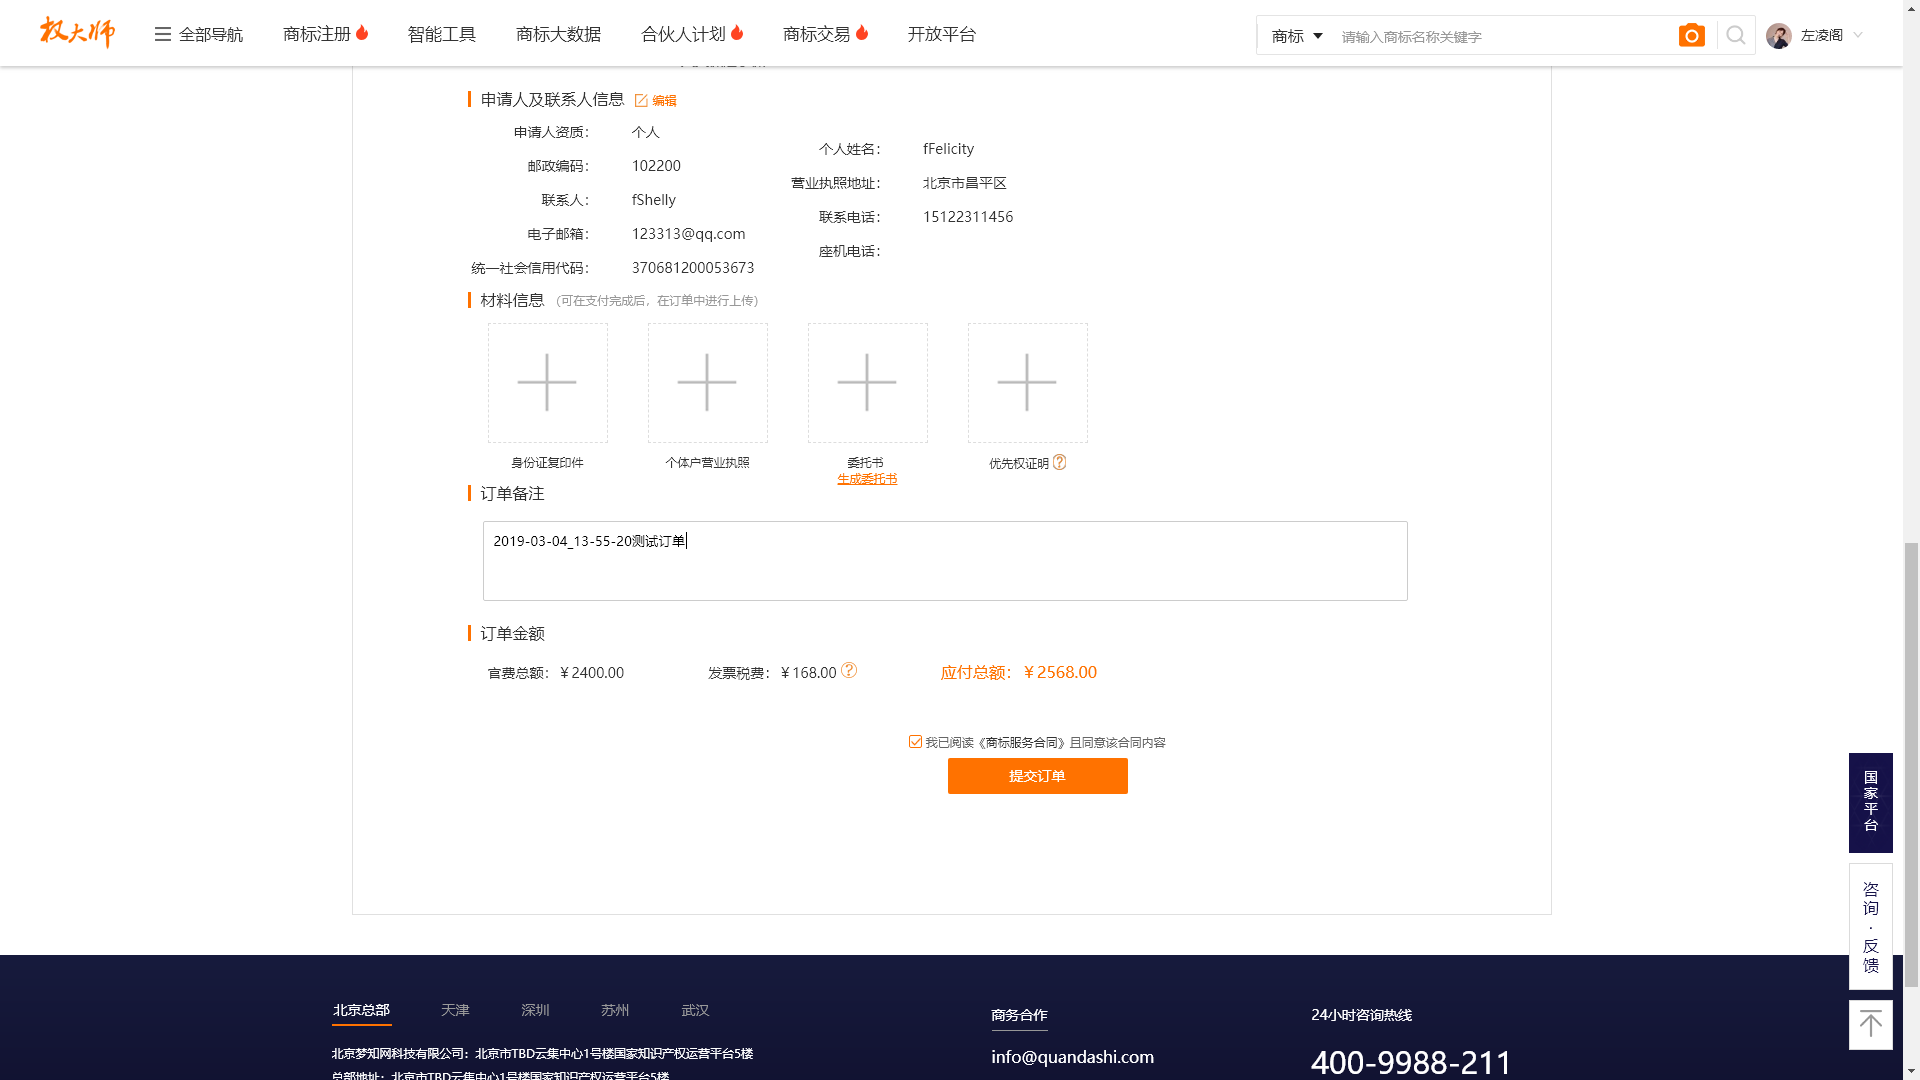 权大师
全部导航
商标注册
智能工具
商标大数据
合伙人计划
商标交易
开放平台
商标
请输入商标名称关键字
左凌阁
申请人及联系人信息 编辑
申请人资质： 个人
邮政编码： 102200
联系人： fShelly
电子邮箱： 123313@qq.com
统一社会信用代码： 370681200053673
个人姓名： fFelicity
营业执照地址： 北京市昌平区
联系电话： 15122311456
座机电话：
材料信息 （可在支付完成后，在订单中进行上传）
身份证复印件
个体户营业执照
委托书
生成委托书
优先权证明
订单备注
2019-03-04_13-55-20测试订单
订单金额
官费总额：￥2400.00
发票税费：￥168.00
应付总额：￥2568.00
我已阅读《商标服务合同》且同意该合同内容
提交订单
国家平台
咨询·反馈
北京总部
天津
深圳
苏州
武汉
北京梦知网科技有限公司：北京市TBD云集中心1号楼国家知识产权运营平台5楼
总部地址：北京市TBD云集中心1号楼国家知识产权运营平台5楼
商务合作
info@quandashi.com
24小时咨询热线
400-9988-211